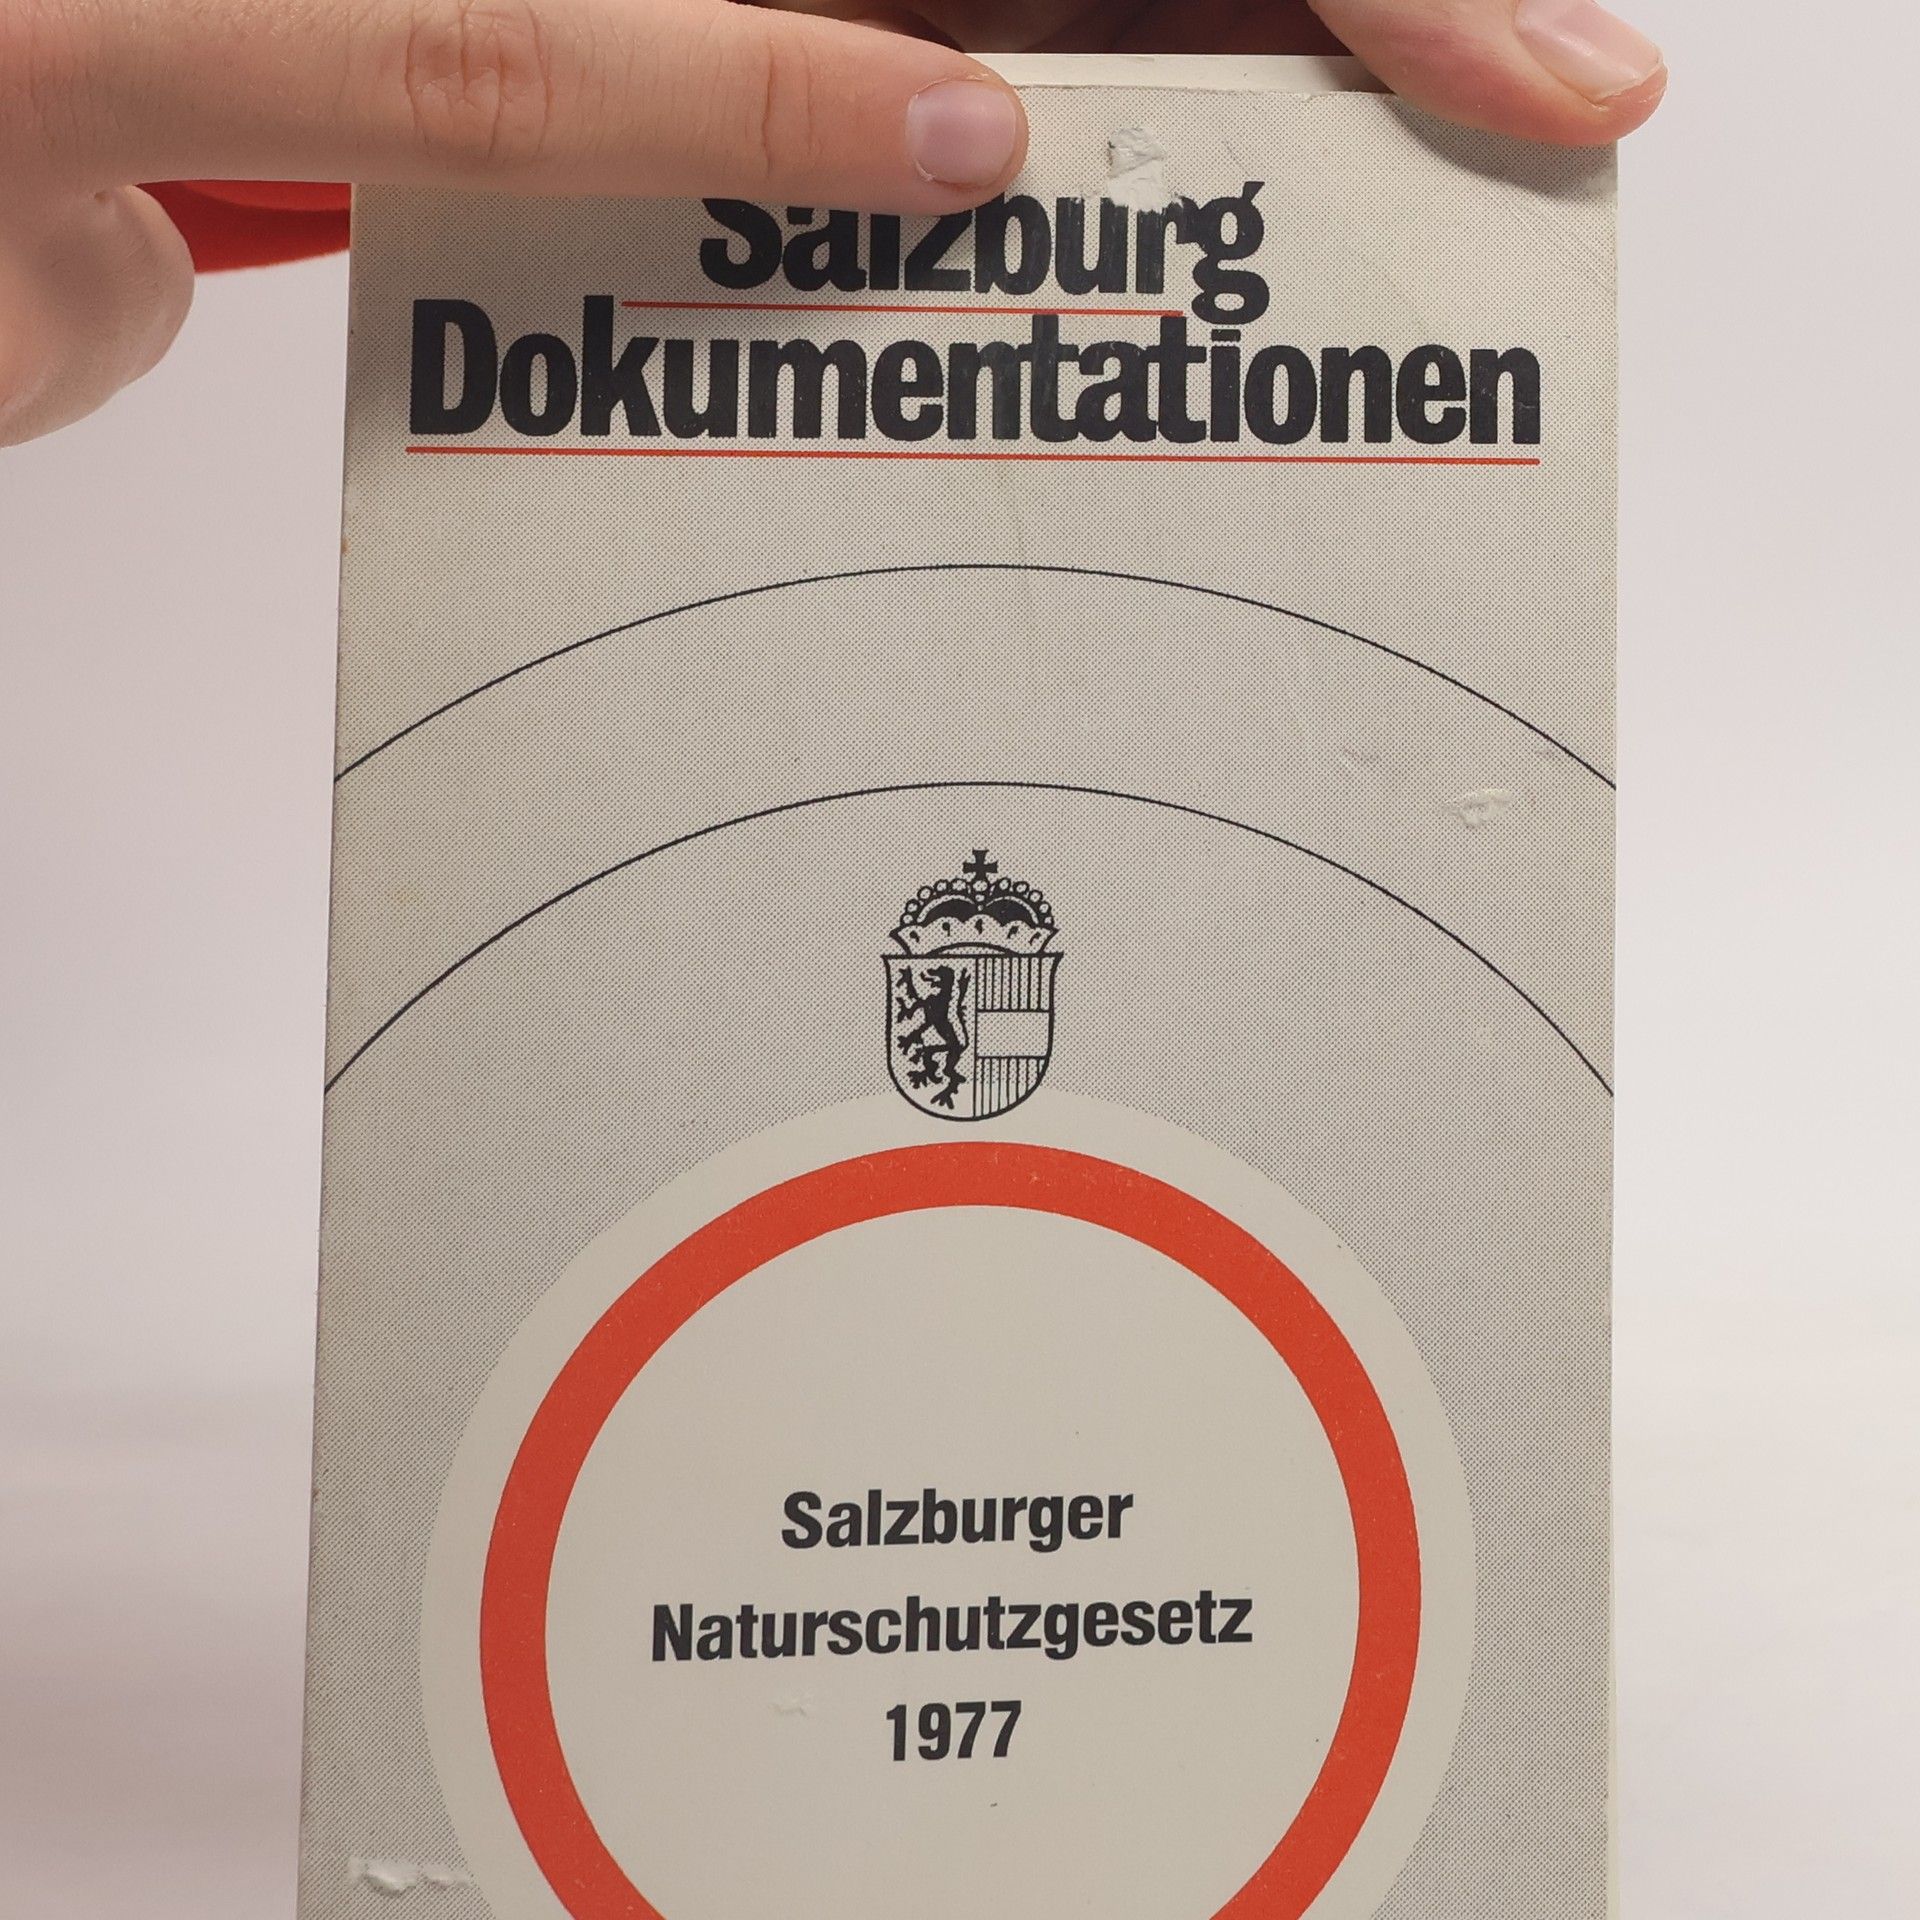 Salzburg
Dokumentationen
Salzburger
Naturschutzgesetz
1977